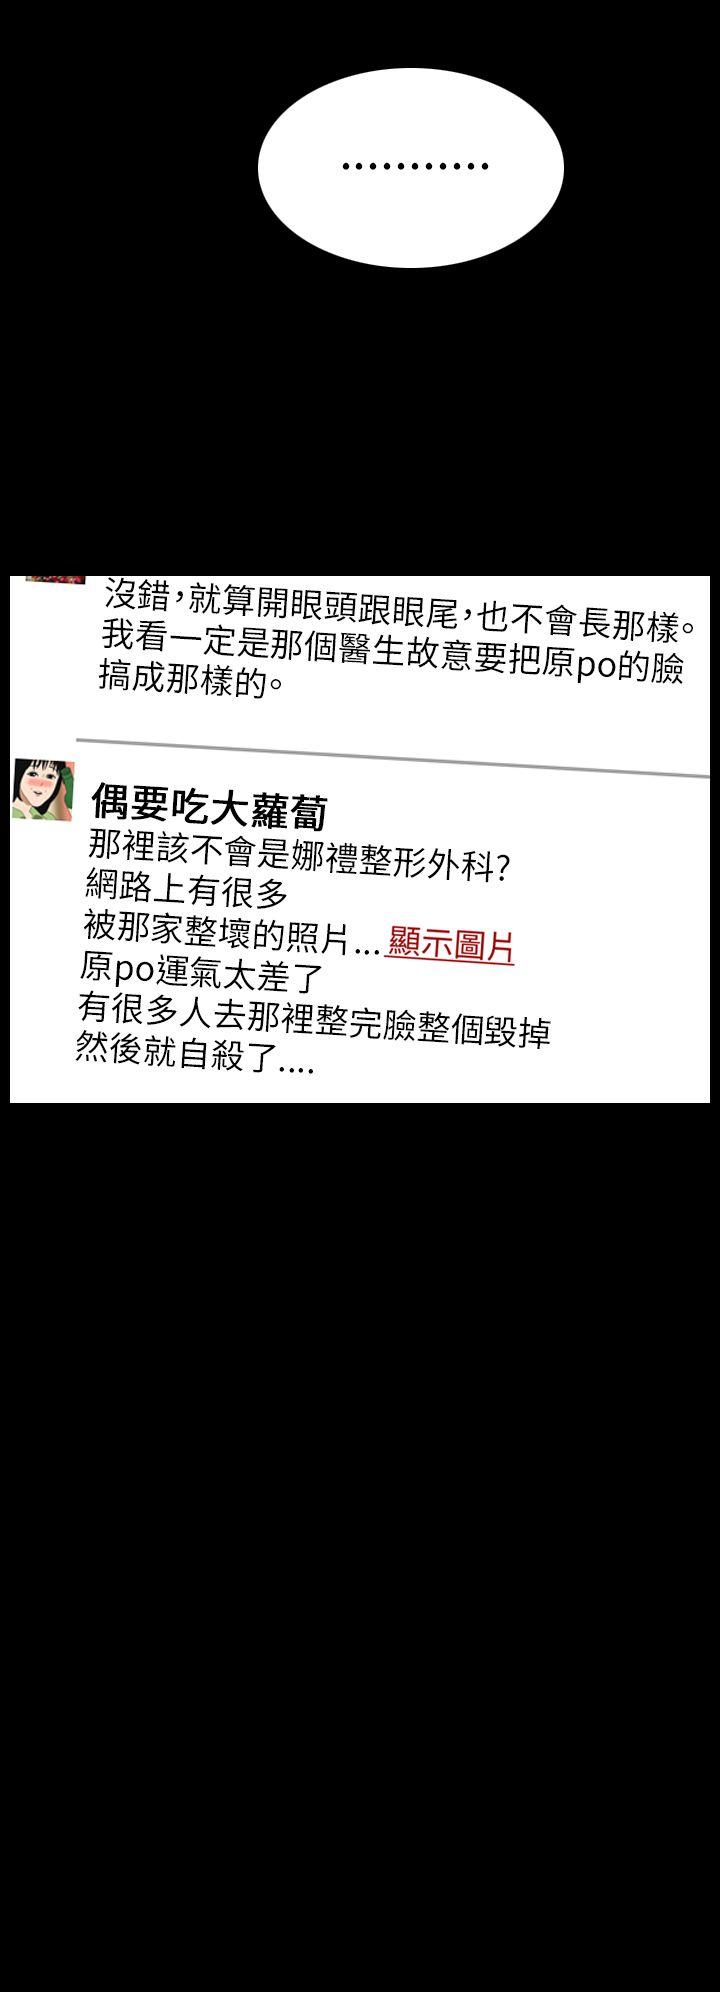 ...........
沒錯，就算開眼頭跟眼尾，也不會長那樣。
我看一定是那個醫生故意要把原po的臉
搞成那樣的。
偶要吃大蘿蔔
那裡該不會是娜禮整形外科?
網路上有很多
被那家整壞的照片... 顯示圖片
原po運氣太差了
有很多人去那裡整完臉整個毀掉
然後就自殺了....